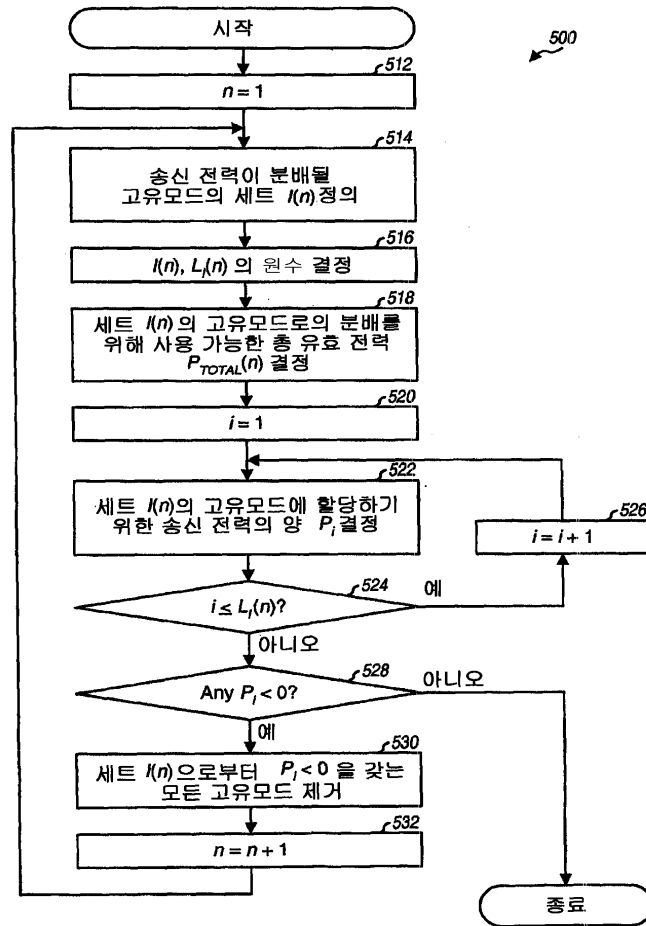 시작
500
512
n = 1
514
송신 전력이 분배될
고유모드의 세트 I(n) 정의
516
I(n), L_I(n) 의 원수 결정
518
세트 I(n) 의 고유모드로의 분배를
위해 사용 가능한 총 유효 전력
P_TOTAL(n) 결정
520
i = 1
522
세트 I(n)의 고유모드에 할당하기
위한 송신 전력의 양 P_i 결정
526
i = i + 1
524
i ≤ L_I(n)?
예
아니오
528
Any P_i < 0?
아니오
예
530
세트 I(n)으로부터 P_i < 0 을 갖는
모든 고유모드 제거
532
n = n + 1
종료